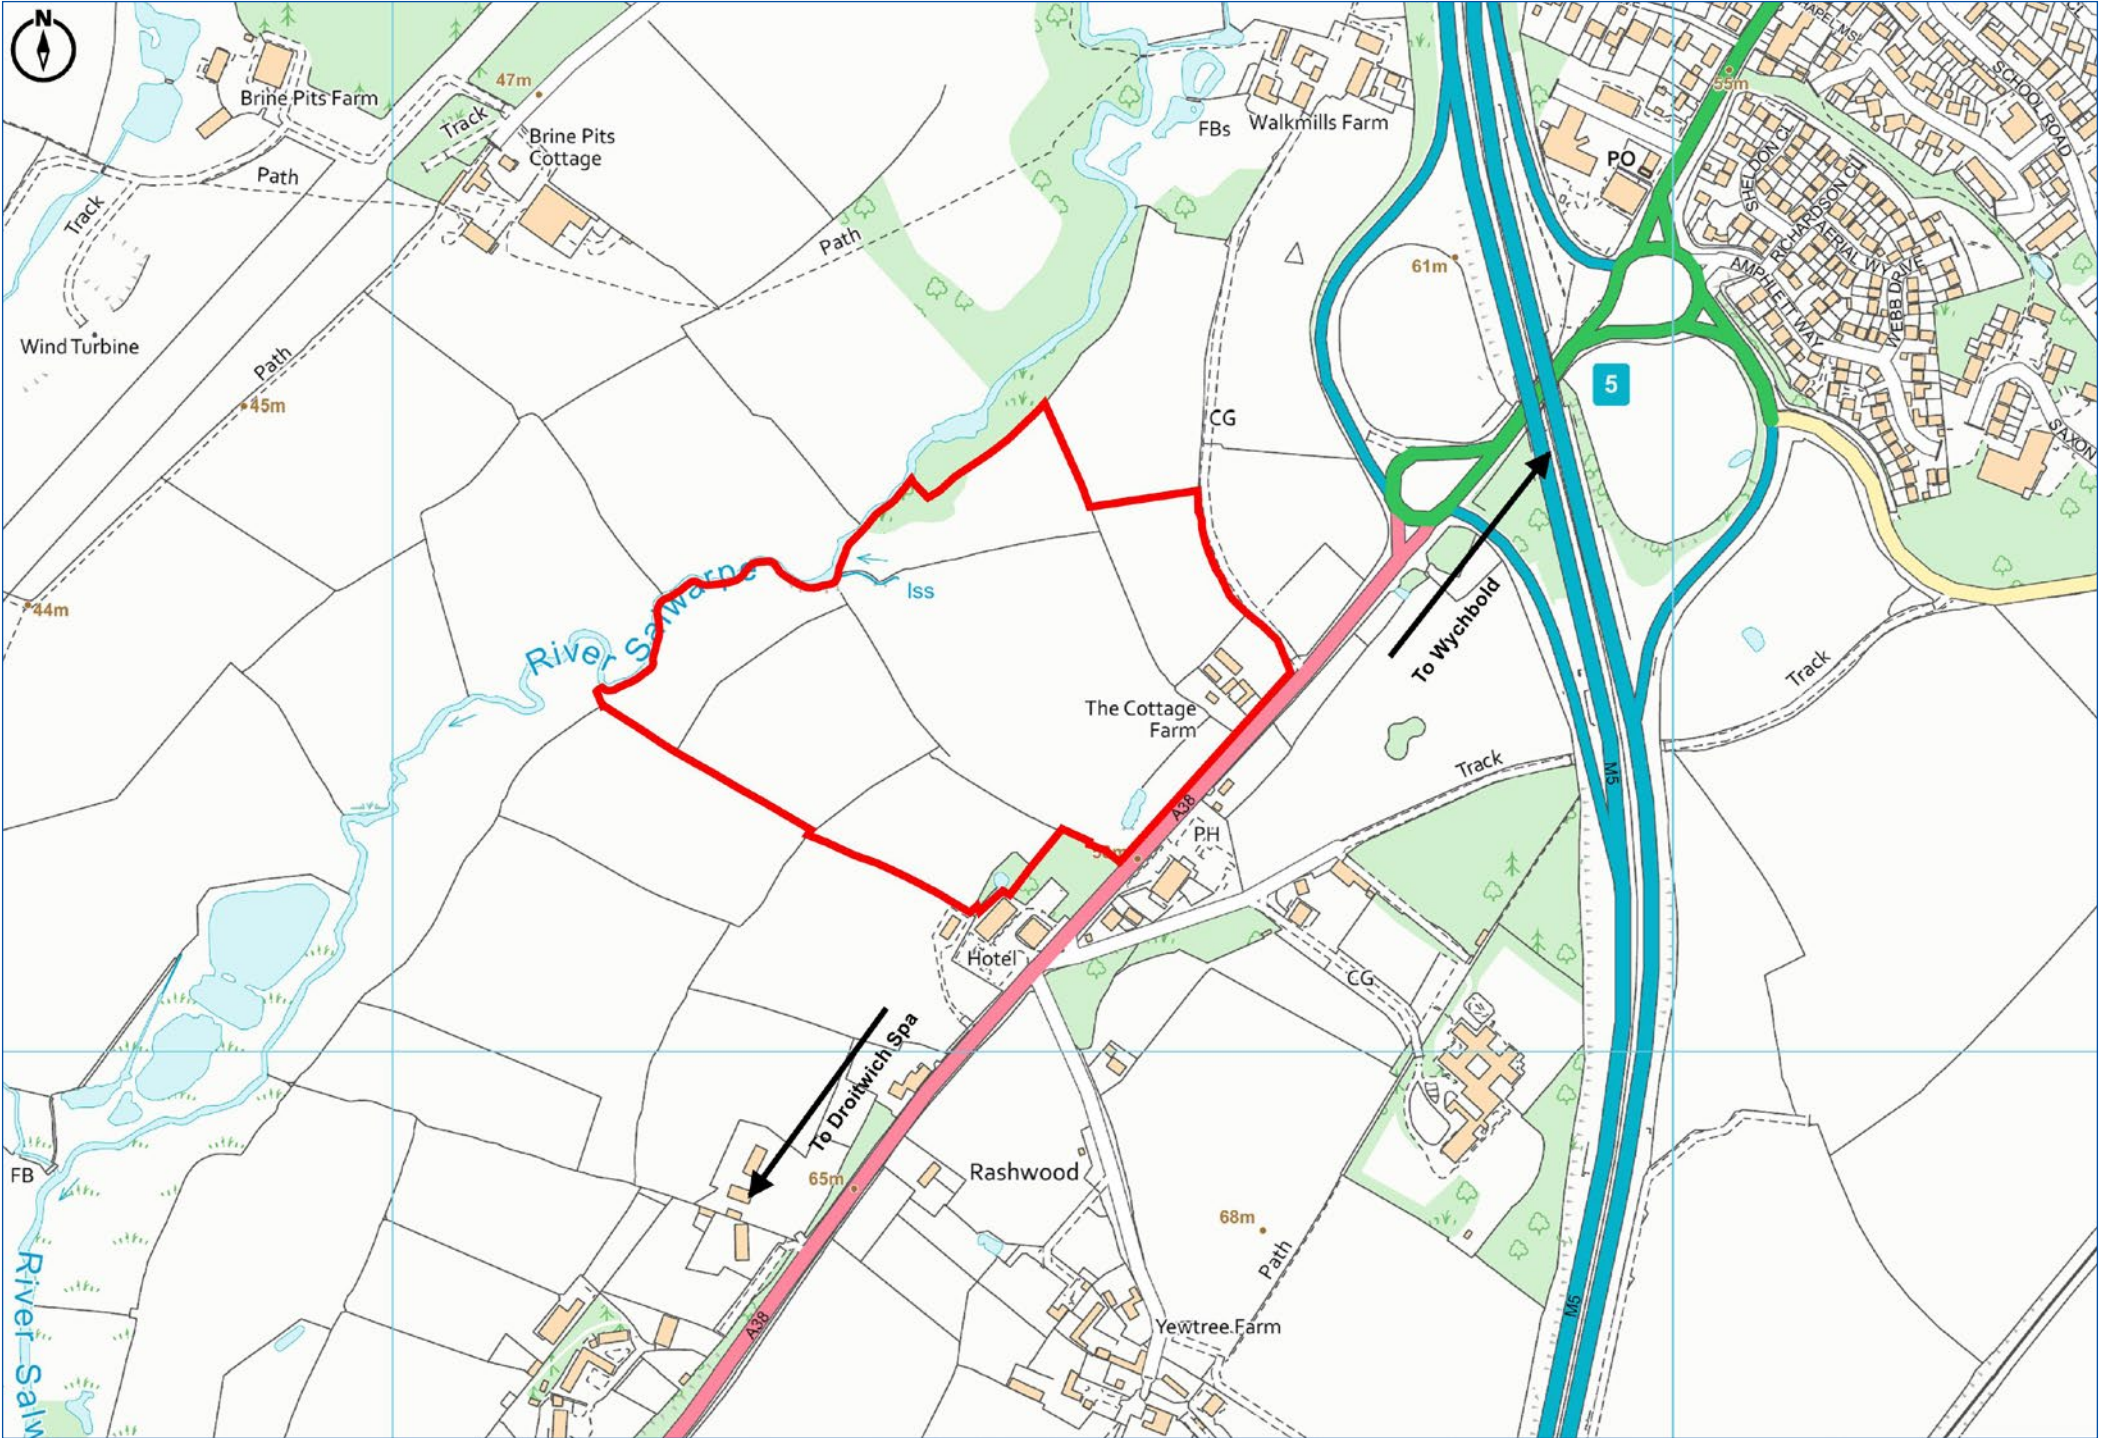 N
CHAPEL MS
SCHOOL ROAD
47m
55m
Brine Pits Farm
Track
Brine Pits
Cottage
FBs
Walkmills Farm
PO
SHELDON CL
RICHARDSON CL
AERIAL WY
AMPHLET WAY
WEBB DRIVE
SAXON
Path
Track
Path
61m
Wind Turbine
Path
45m
5
CG
Iss
44m
River Salwarpe
To Wychbold
Track
The Cottage
Farm
Track
M5
A38
PH
Hotel
CG
To Droitwich Spa
FB
65m
Rashwood
68m
Path
River Salw
M5
A38
Yewtree Farm